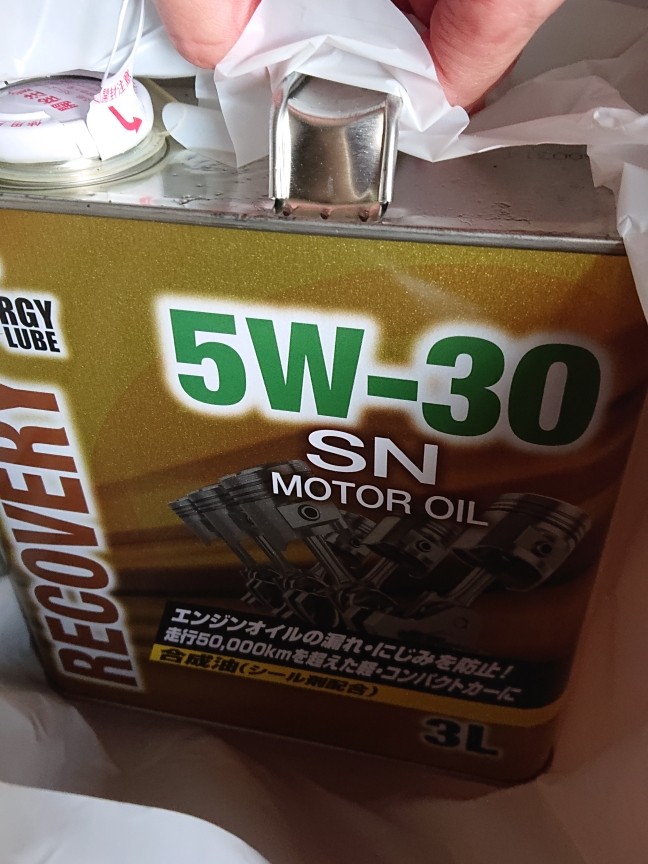 RGY
LUBE
RECOVERY
5W-30
SN
MOTOR OIL
エンジンオイルの漏れ・にじみを防止!
走行50,000kmを超えた軽・コンパクトカーに
合成油(シール剤配合)
3L